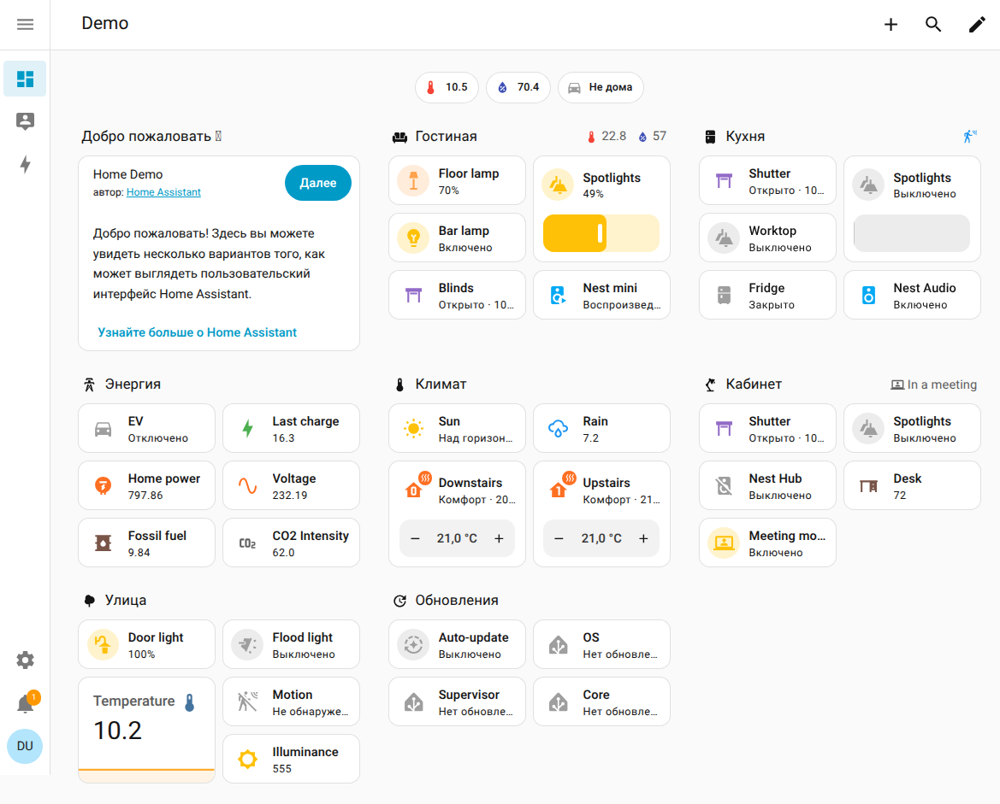 Demo
10.5
70.4
Не дома
Добро пожаловать
Home Demo
автор: Home Assistant
Далее
Добро пожаловать! Здесь вы можете
увидеть несколько вариантов того, как
может выглядеть пользовательский
интерфейс Home Assistant.
Узнайте больше о Home Assistant
Гостиная
22.8
57
Floor lamp
70%
Spotlights
49%
Bar lamp
Включено
Blinds
Открыто · 10…
Nest mini
Воспроизвед…
Кухня
Shutter
Открыто · 10…
Spotlights
Выключено
Worktop
Выключено
Fridge
Закрыто
Nest Audio
Включено
Энергия
EV
Отключено
Last charge
16.3
Home power
797.86
Voltage
232.19
Fossil fuel
9.84
CO2
CO2 Intensity
62.0
Климат
Sun
Над горизон…
Rain
7.2
0
Downstairs
Комфорт · 20…
− 21,0 °C +
1
Upstairs
Комфорт · 21…
− 21,0 °C +
Кабинет
In a meeting
Shutter
Открыто · 10…
Spotlights
Выключено
Nest Hub
Выключено
Desk
72
Meeting mo…
Включено
Улица
Door light
100%
Flood light
Выключено
Temperature
10.2
Motion
Не обнаруже…
Illuminance
555
Обновления
Auto-update
Выключено
OS
Нет обновле…
Supervisor
Нет обновле…
Core
Нет обновле…
1
DU